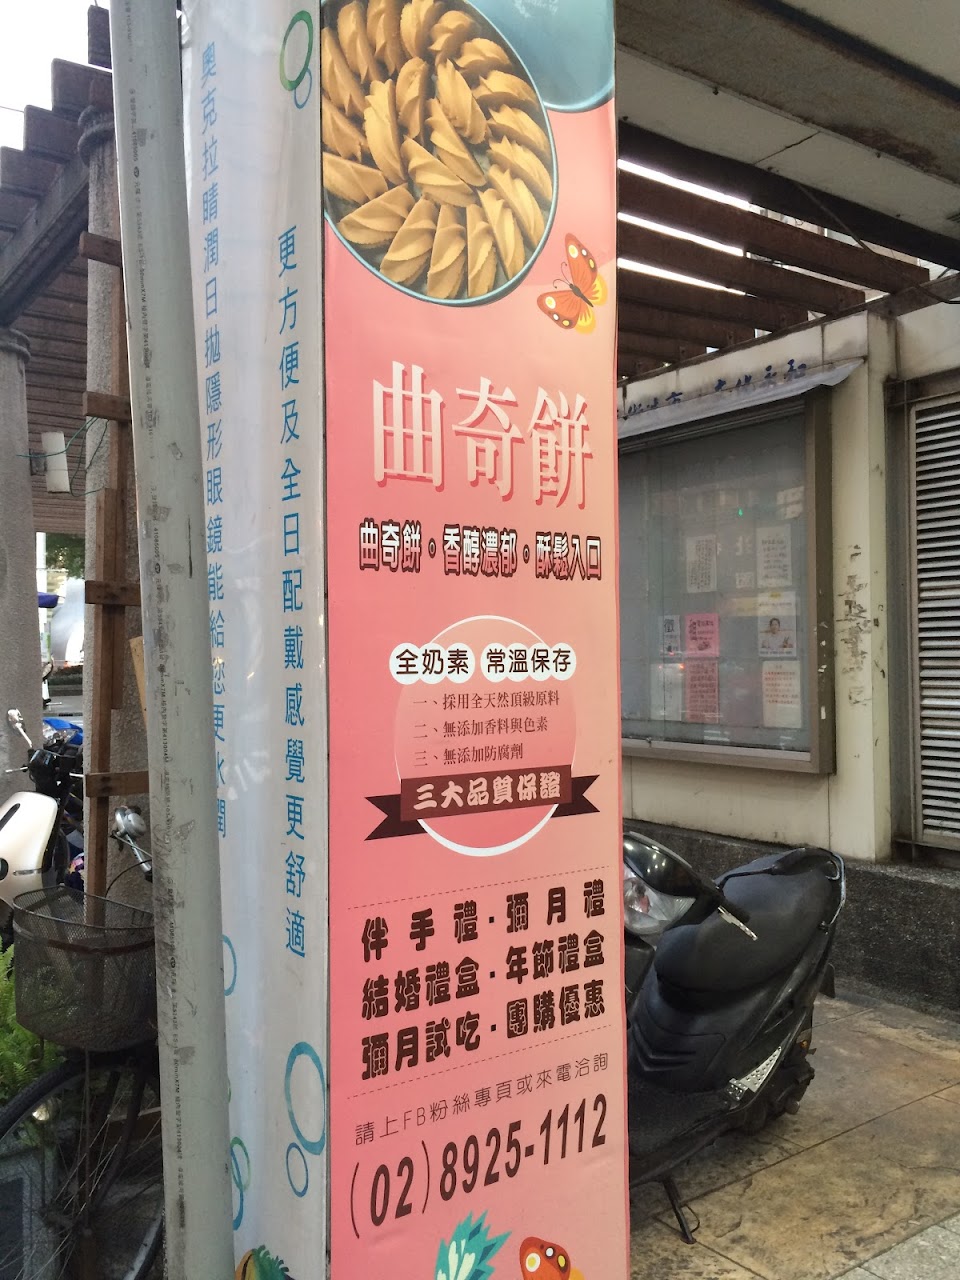 奧克拉睛潤日拋隱形眼鏡能給您更水潤
更方便及全日配戴感覺更舒適
曲奇餅
曲奇餅。香醇濃郁。酥鬆入口
全奶素 常溫保存
一、採用全天然頂級原料
二、無添加香料與色素
三、無添加防腐劑
三大品質保證
伴手禮·彌月禮
結婚禮盒·年節禮盒
彌月試吃·團購優惠
請上FB粉絲專頁或來電洽詢
(02)8925-1112